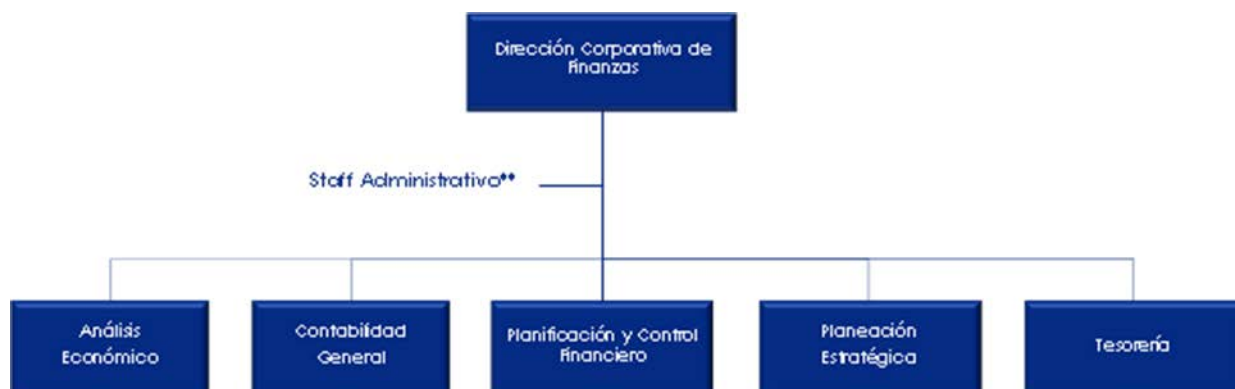 Dirección Corporativa de
Finanzas
Staff Administrativo**
Análisis
Económico
Contabilidad
General
Planificación y Control
Financiero
Planeación
Estratégica
Tesorería